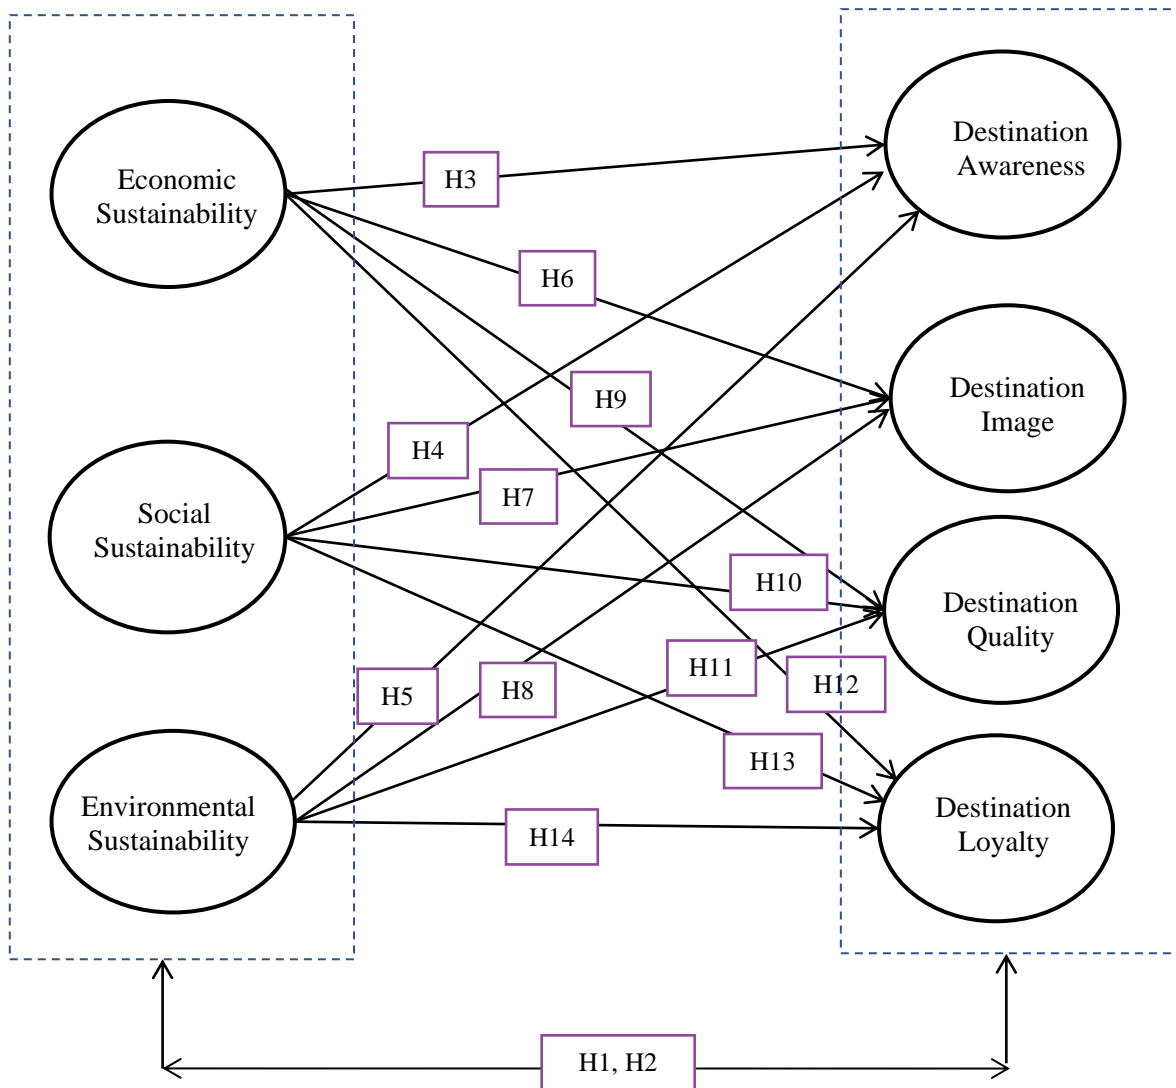 Economic
Sustainability
Social
Sustainability
Environmental
Sustainability
H3
H6
H9
H4
H7
H10
H11
H5
H8
H12
H13
H14
Destination
Awareness
Destination
Image
Destination
Quality
Destination
Loyalty
H1, H2